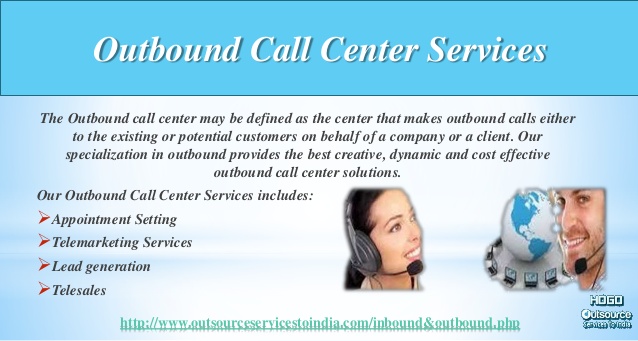 Outbound Call Center Services
The Outbound call center may be defined as the center that makes outbound calls either
to the existing or potential customers on behalf of a company or a client. Our
specialization in outbound provides the best creative, dynamic and cost effective
outbound call center solutions.
Our Outbound Call Center Services includes:
Appointment Setting
Telemarketing Services
Lead generation
Telesales
http://www.outsourceservicestoindia.com/inbound&outbound.php
HOGO
Outsource
Services to India